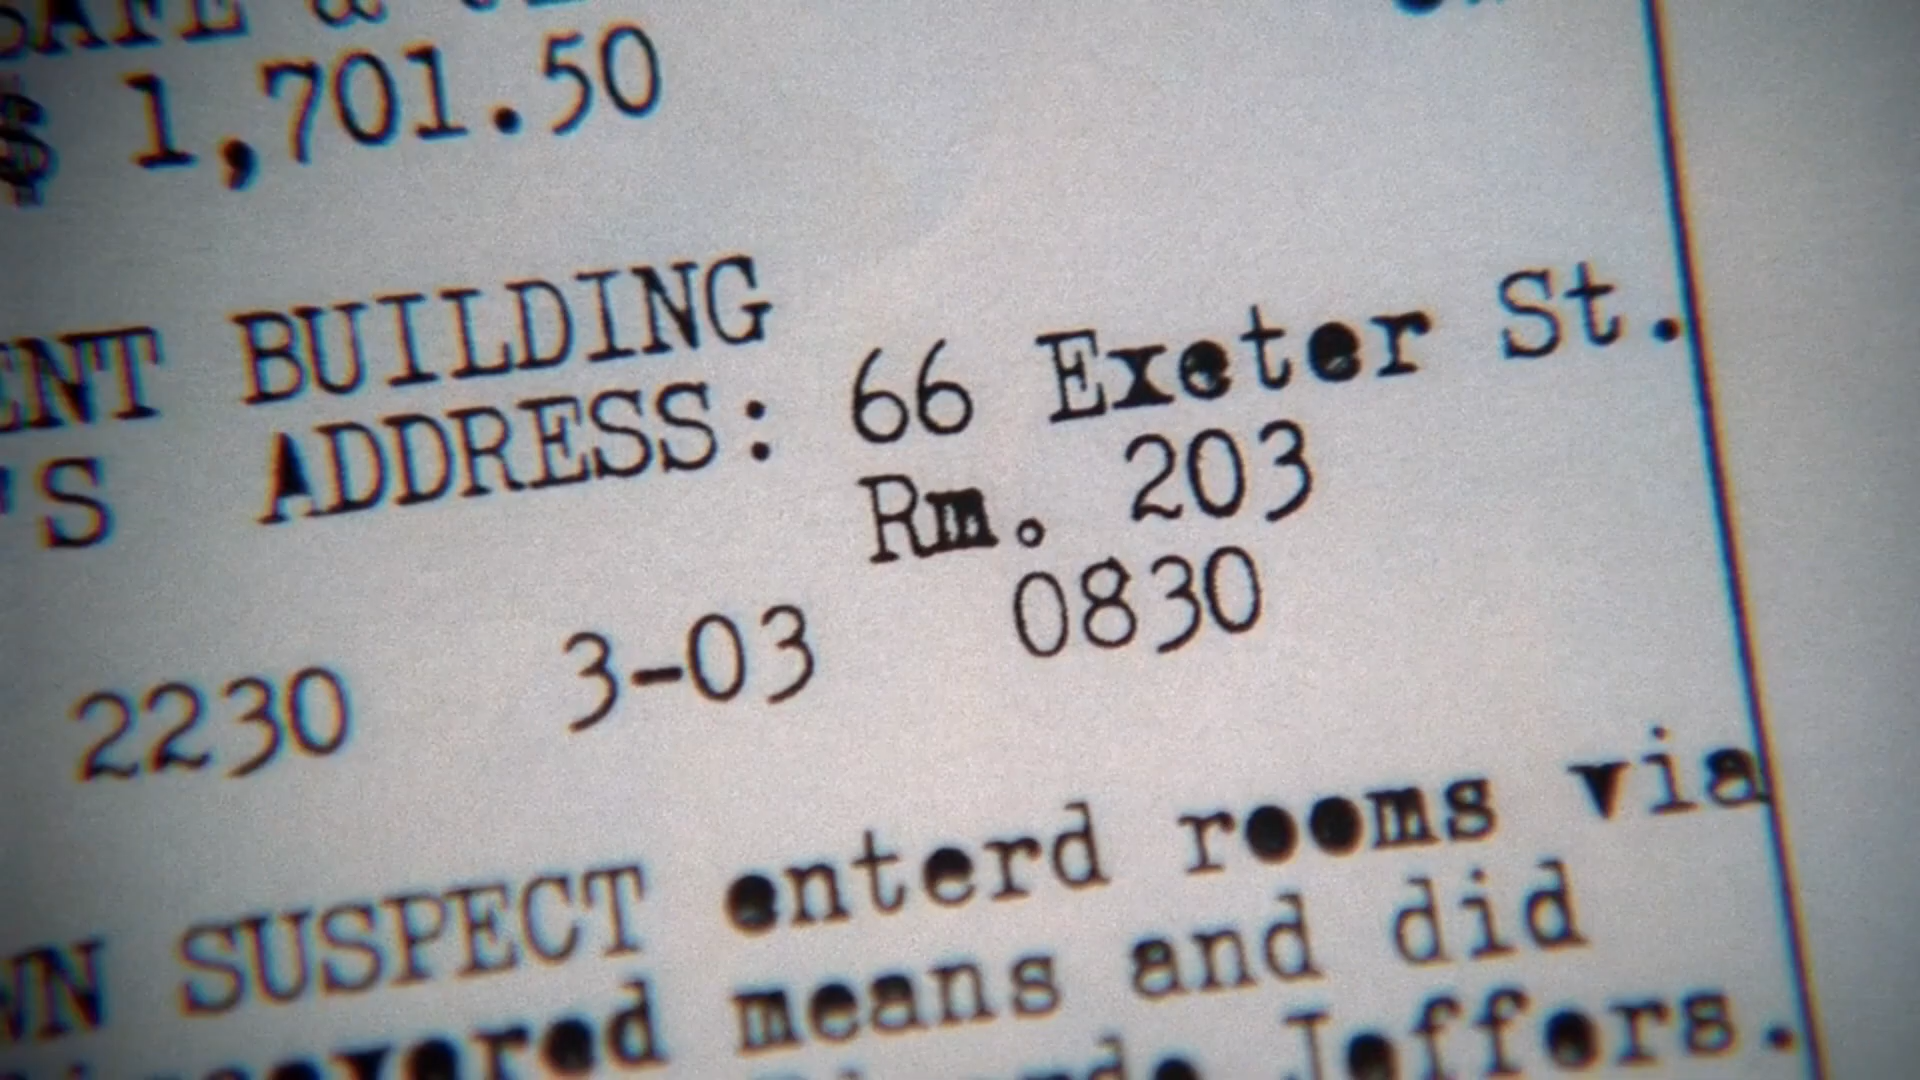 $ 1,701.50
BUILDING
'S ADDRESS: 66 Exeter St.
Rm. 203
2230 3-03 0830
SUSPECT enterd rooms via
means and did
Jeffers.